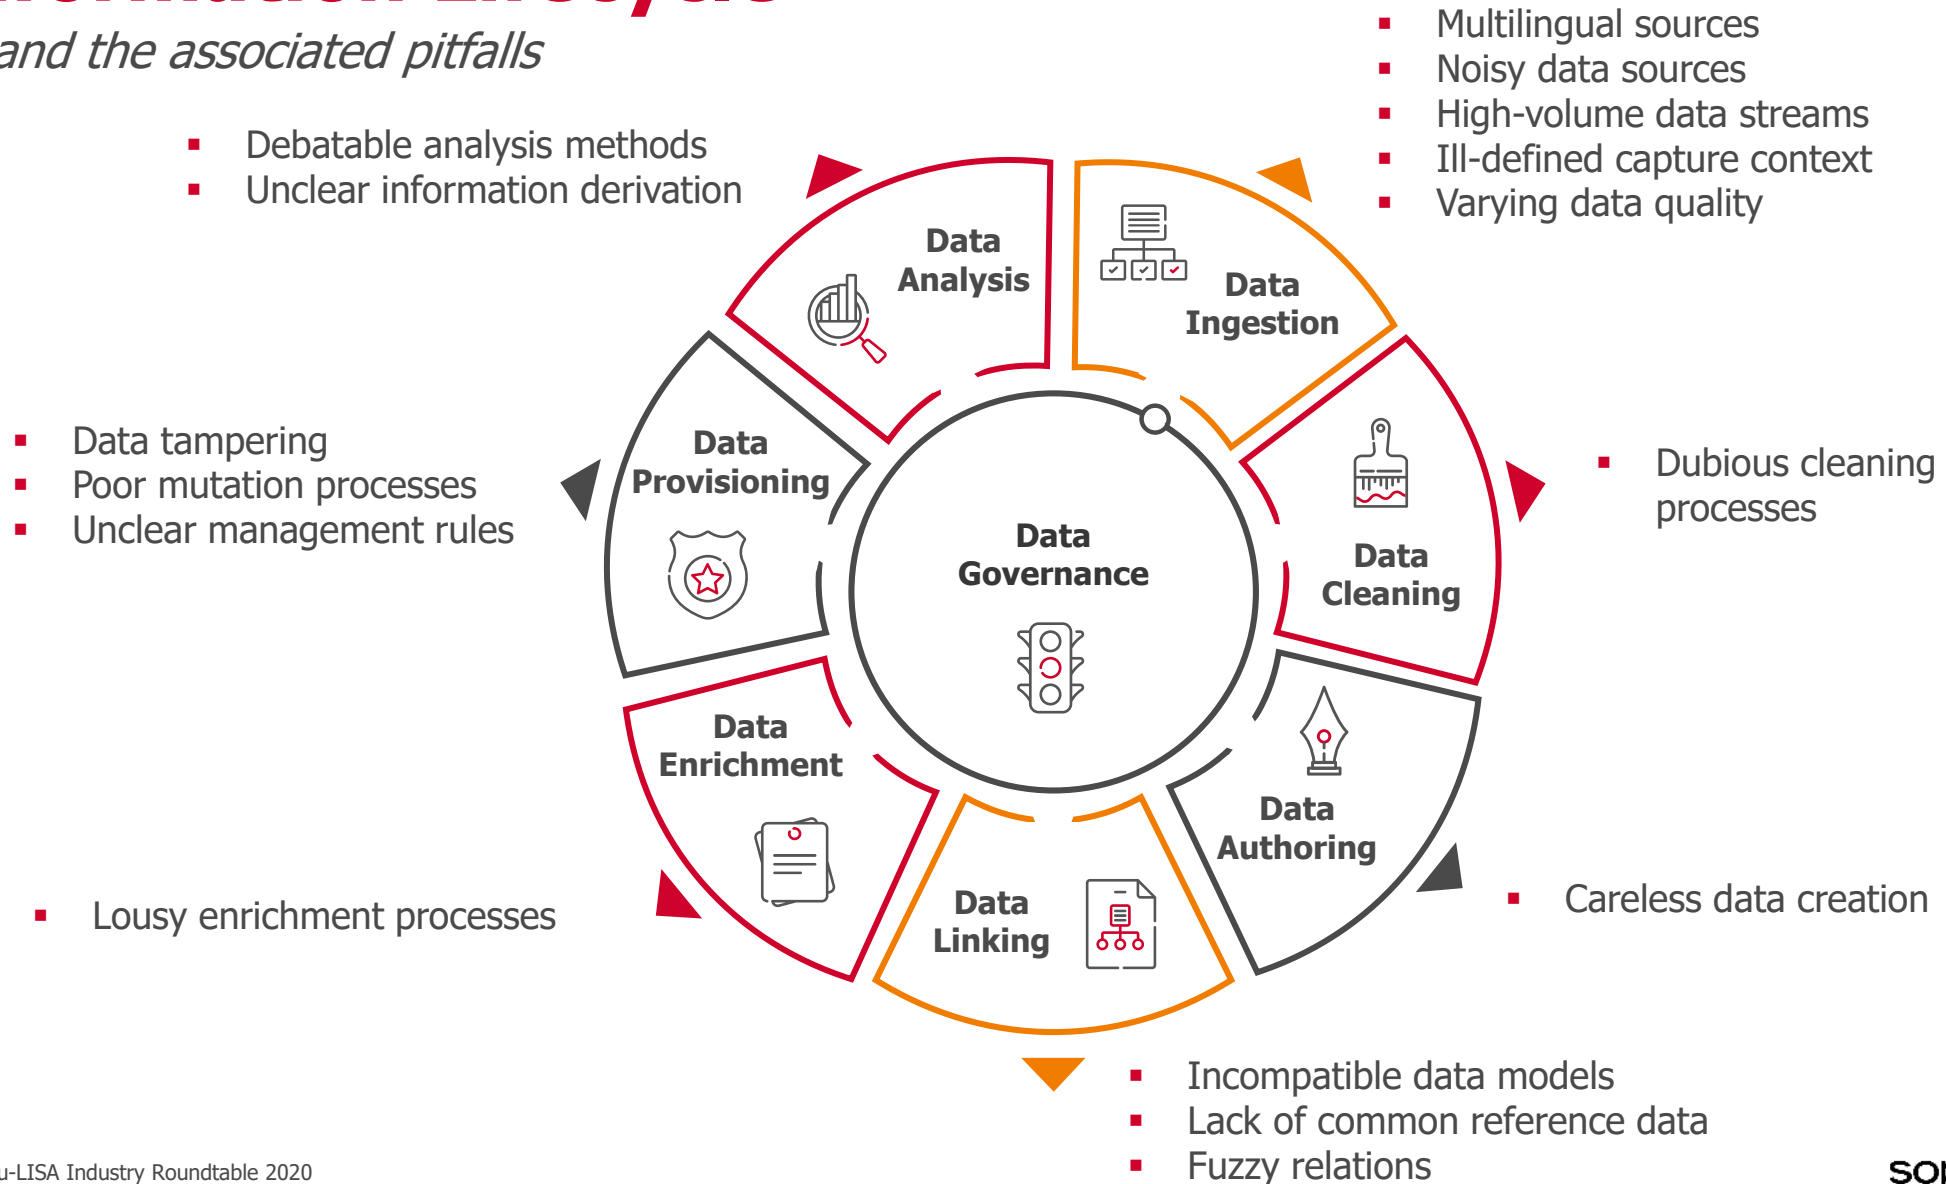 and the associated pitfalls
Multilingual sources
Noisy data sources
High-volume data streams
Ill-defined capture context
Varying data quality
Debatable analysis methods
Unclear information derivation
Data
Analysis
Data
Ingestion
Data tampering
Poor mutation processes
Unclear management rules
Data
Provisioning
Data
Governance
Data
Cleaning
Dubious cleaning
processes
Data
Enrichment
Data
Authoring
Lousy enrichment processes
Data
Linking
Careless data creation
Incompatible data models
Lack of common reference data
Fuzzy relations
u-LISA Industry Roundtable 2020